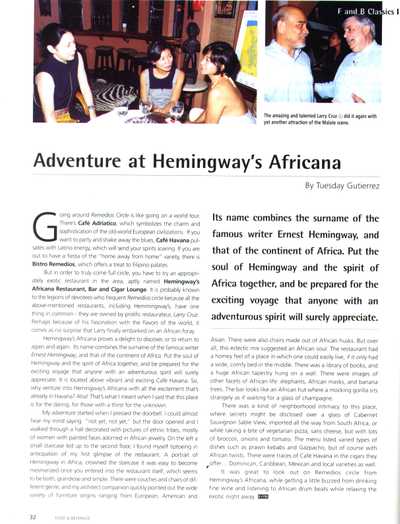 F and B Classics I
The amazing and talented Larry Cruz () did it again with
yet another attraction of the Malate scene.
Adventure at Hemingway's Africana
By Tuesday Gutierrez
Going around Remedios Circle is like going on a world tour.
There's Café Adriatico, which symbolizes the charm and
sophistication of the old-world European civilizations. If you
want to party and shake away the blues, Café Havana pul-
sates with Latino energy, which will send your spirits soaring. If you are
out to have a fiesta of the "home away from home" variety, there is
Bistro Remedios, which offers a treat to Filipino palates.
But in order to truly come full circle, you have to try an appropri-
ately exotic restaurant in the area, aptly named Hemingway's
Africana Restaurant, Bar and Cigar Lounge. It is probably known
to the legions of devotees who frequent Remedios circle because all the
above-mentioned restaurants, including Hemingway's, have one
thing in common - they are owned by prolific restaurateur, Larry Cruz.
Perhaps because of his fascination with the flavors of the world, it
comes as no surprise that Larry finally embarked on an African foray.
Hemingway's Africana proves a delight to diboses or to return to
again and again. Its name combines the surname of the famous writer
Ernest Hemingway, and that of the continent of Africa. Put the soul of
Hemingway and the spirit of Africa together, and be prepared for the
exciting voyage that anyone with an adventurous spirit will surely
appreciate. It is located above vibrant and exciting Café Havana. So,
why venture into Hemingway's Africana with all the excitement that's
already in Havana? Aha! That's what I meant when I said that this place
is for the daring, for those with a thirst for the unknown.
My adventure started when I pressed the doorbell. I could almost
hear my mind saying "not yet, not yet," but the door opened and I
walked through a hall decorated with pictures of ethnic tribes, mostly
of women with painted faces adorned in African jewelry. On the left a
small staircase led up to the second floor. I found myself tiptoeing in
anticipation of my first glimpse of the restaurant. A portrait of
Hemingway in Africa, crowned the staircase. It was easy to become
mesmerized once you entered into the restaurant itself, which seems
to be both, grandiose and simple. There were couches and chairs of dif-
ferent genre, and my architect companion quickly pointed out the wide
variety of furniture origins ranging from European, American and
Its name combines the surname of the
famous writer Ernest Hemingway, and
that of the continent of Africa. Put the
soul of Hemingway and the spirit of
Africa together, and be prepared for the
exciting voyage that anyone with an
adventurous spirit will surely appreciate.
Asian. There were also chairs made out of African husks. But over
all, this eclectic mix suggested an African soul. The restaurant had
a homey feel of a place in which one could easily live, if it only had
a wide, comfy bed in the middle. There was a library of books, and
a huge African tapestry hung on a wall. There were images of
other facets of African life: elephants, African masks, and banana
trees. The bar looks like an African hut where a mocking gorilla sits
strangely as if waiting for a glass of champagne.
There was a kind of neighborhood intimacy to this place,
where secrets might be disclosed over a glass of Cabernet
Sauvignon Sable View, imported all the way from South Africa, or
while taking a bite of vegetarian pizza, sans cheese, but with lots
of broccoli, onions and tomato. The menu listed varied types of
dishes such as prawn kebabs and Gazpacho, but of course with
African twists. There were traces of Café Havana in the cigars they
offer... Dominican, Caribbean, Mexican and local varieties as well.
It was great to look out on Remedios circle from
Hemingway's Africana, while getting a little buzzed from drinking
fine wine and listening to African drum beats while relaxing the
exotic night away.
32 FOOD & BEVERAGE